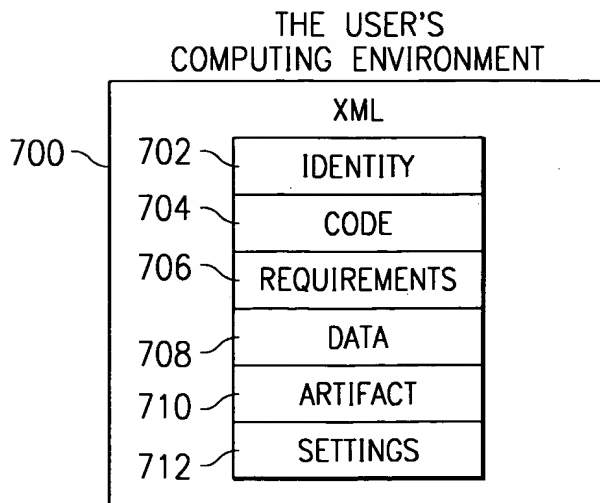 THE USER'S
COMPUTING ENVIRONMENT
XML
700
702 IDENTITY
704 CODE
706 REQUIREMENTS
708 DATA
710 ARTIFACT
712 SETTINGS